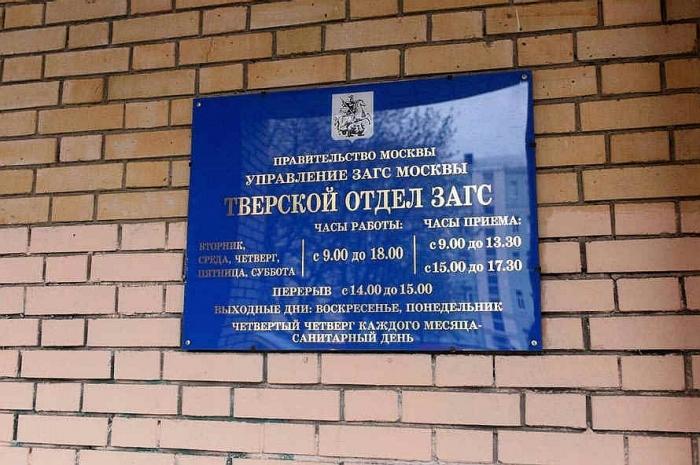 ПРАВИТЕЛЬСТВО МОСКВЫ
УПРАВЛЕНИЕ ЗАГС МОСКВЫ
ТВЕРСКОЙ ОТДЕЛ ЗАГС
ЧАСЫ РАБОТЫ: ЧАСЫ ПРИЕМА:
ВТОРНИК,
СРЕДА, ЧЕТВЕРГ,
ПЯТНИЦА, СУББОТА
с 9.00 до 18.00
с 9.00 до 13.30
с 15.00 до 17.30
ПЕРЕРЫВ с 14.00 до 15.00
ВЫХОДНЫЕ ДНИ: ВОСКРЕСЕНЬЕ, ПОНЕДЕЛЬНИК
ЧЕТВЕРТЫЙ ЧЕТВЕРГ КАЖДОГО МЕСЯЦА-
САНИТАРНЫЙ ДЕНЬ